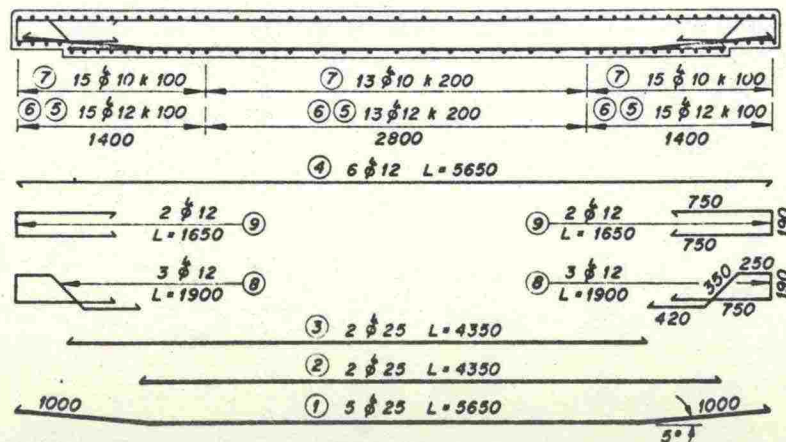 ⑦ 15 ϕ 10 k 100 ⑦ 13 ϕ 10 k 200 ⑦ 15 ϕ 10 k 100
⑥ ⑤ 15 ϕ 12 k 100 ⑥ ⑤ 13 ϕ 12 k 200 ⑥ ⑤ 15 ϕ 12 k 100
1400 2800 1400
④ 6 ϕ 12 L = 5650
2 ϕ 12 ⑨ ⑨ 2 ϕ 12 750
L = 1650 L = 1650 750 190
3 ϕ 12 ⑧ ⑧ 3 ϕ 12 350 250
L = 1900 L = 1900 420 750 190
③ 2 ϕ 25 L = 4350
② 2 ϕ 25 L = 4350
1000 ① 5 ϕ 25 L = 5650 1000
5°